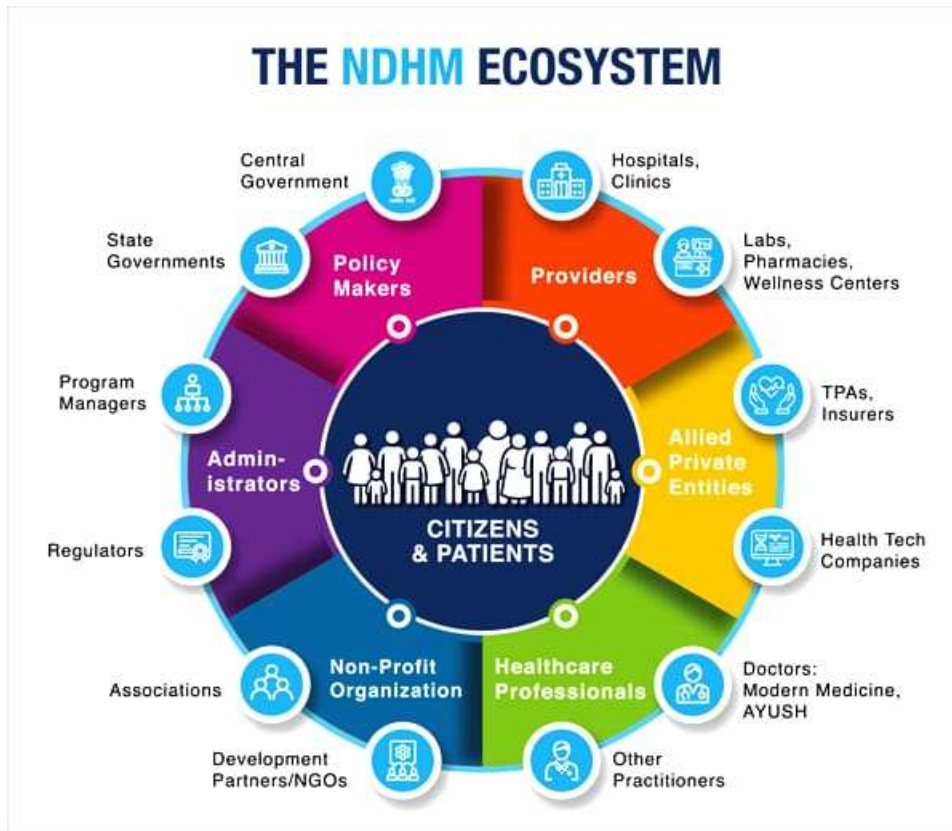 THE NDHM ECOSYSTEM
Central
Government
Hospitals,
Clinics
State
Governments
Policy
Makers
Providers
Labs,
Pharmacies,
Wellness Centers
Program
Managers
TPAs,
Insurers
Admin-
istrators
Allied
Private
Entities
CITIZENS
& PATIENTS
Regulators
Health Tech
Companies
Non-Profit
Organization
Healthcare
Professionals
Associations
Doctors:
Modern Medicine,
AYUSH
Development
Partners/NGOs
Other
Practitioners